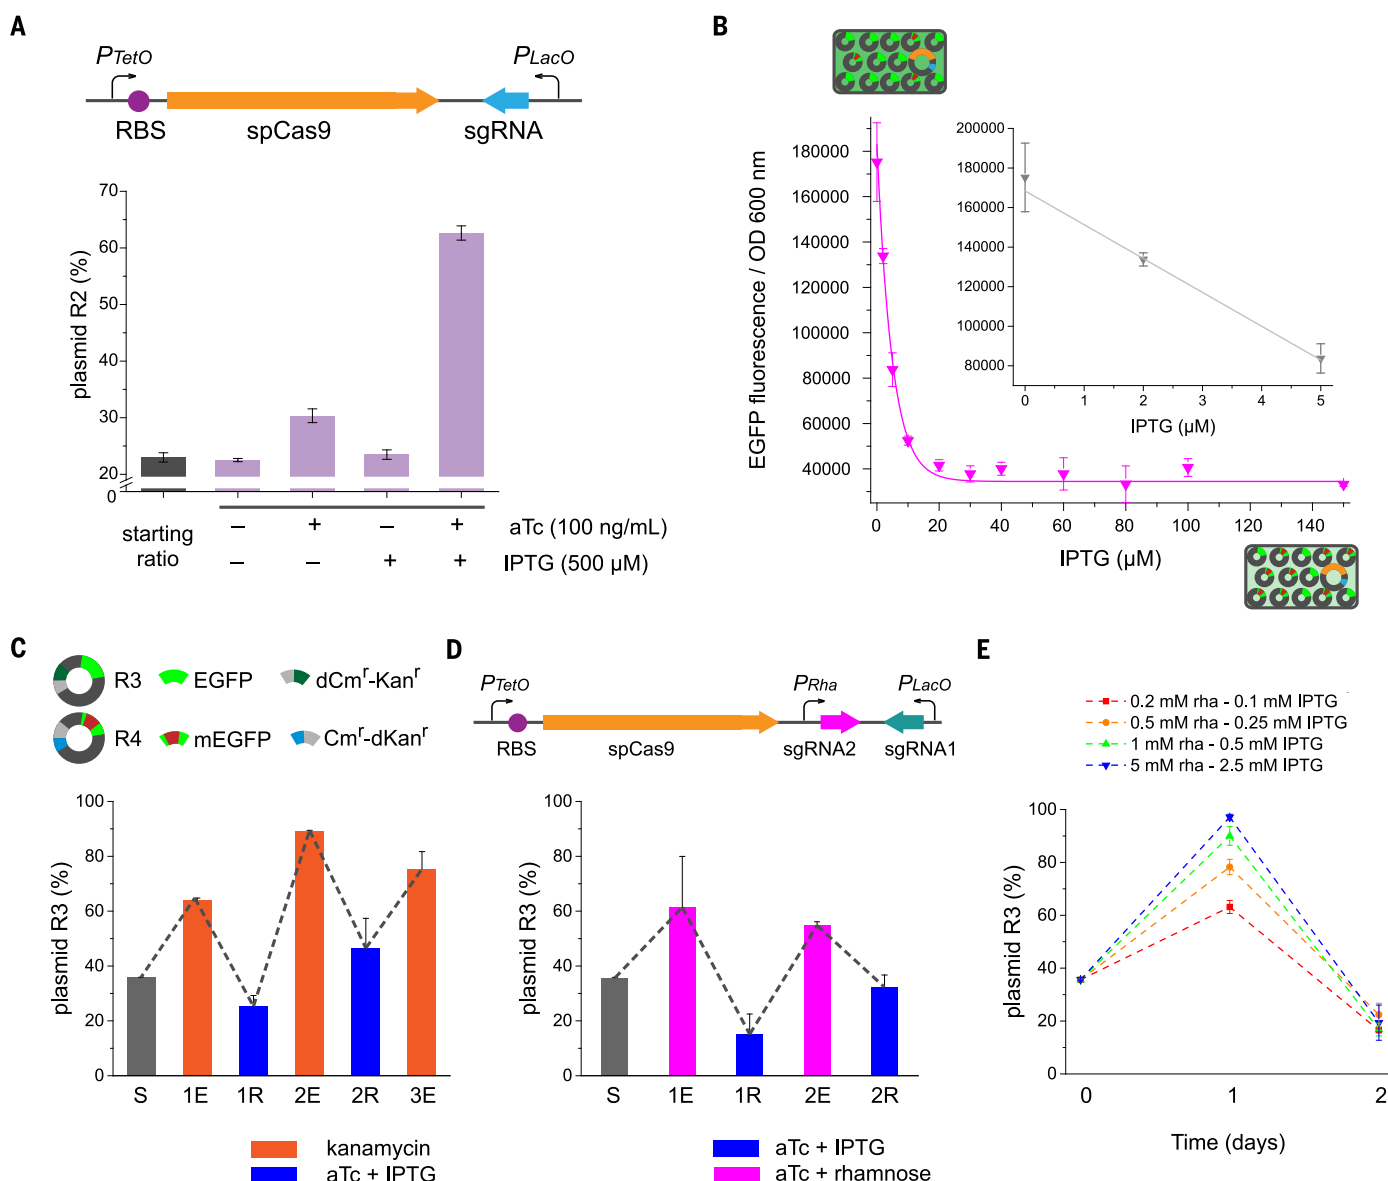 A
PTetO
PLacO
RBS
spCas9
sgRNA
70
60
50
40
30
20
0
plasmid R2 (%)
starting
ratio
– + – + aTc (100 ng/mL)
– – + + IPTG (500 µM)
B
180000
160000
140000
120000
100000
80000
60000
40000
EGFP fluorescence / OD 600 nm
0 20 40 60 80 100 120 140
IPTG (µM)
200000
180000
160000
140000
120000
100000
80000
0 1 2 3 4 5
IPTG (µM)
C
R3 EGFP dCmr-Kanr
R4 mEGFP Cmr-dKanr
100
80
60
40
20
0
plasmid R3 (%)
S 1E 1R 2E 2R 3E
kanamycin
aTc + IPTG
D
PTetO
PRha
PLacO
RBS
spCas9
sgRNA2
sgRNA1
100
80
60
40
20
0
plasmid R3 (%)
S 1E 1R 2E 2R
aTc + IPTG
aTc + rhamnose
E
0.2 mM rha - 0.1 mM IPTG
0.5 mM rha - 0.25 mM IPTG
1 mM rha - 0.5 mM IPTG
5 mM rha - 2.5 mM IPTG
100
80
60
40
20
0
plasmid R3 (%)
0 1 2
Time (days)